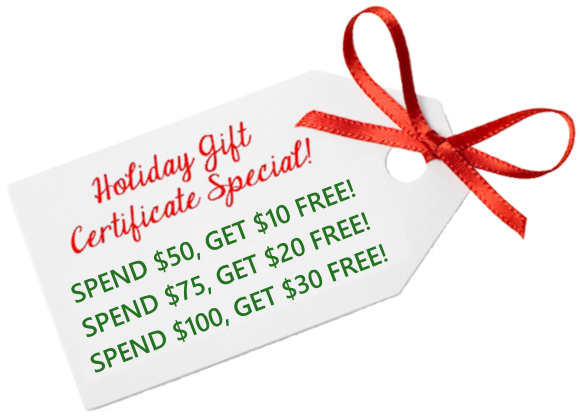 Holiday Gift
Certificate Special!
SPEND $50, GET $10 FREE!
SPEND $75, GET $20 FREE!
SPEND $100, GET $30 FREE!